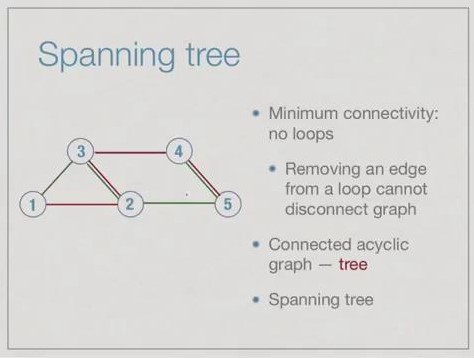 Spanning tree
3
4
1
2
5
Minimum connectivity:
no loops
Removing an edge
from a loop cannot
disconnect graph
Connected acyclic
graph — tree
Spanning tree